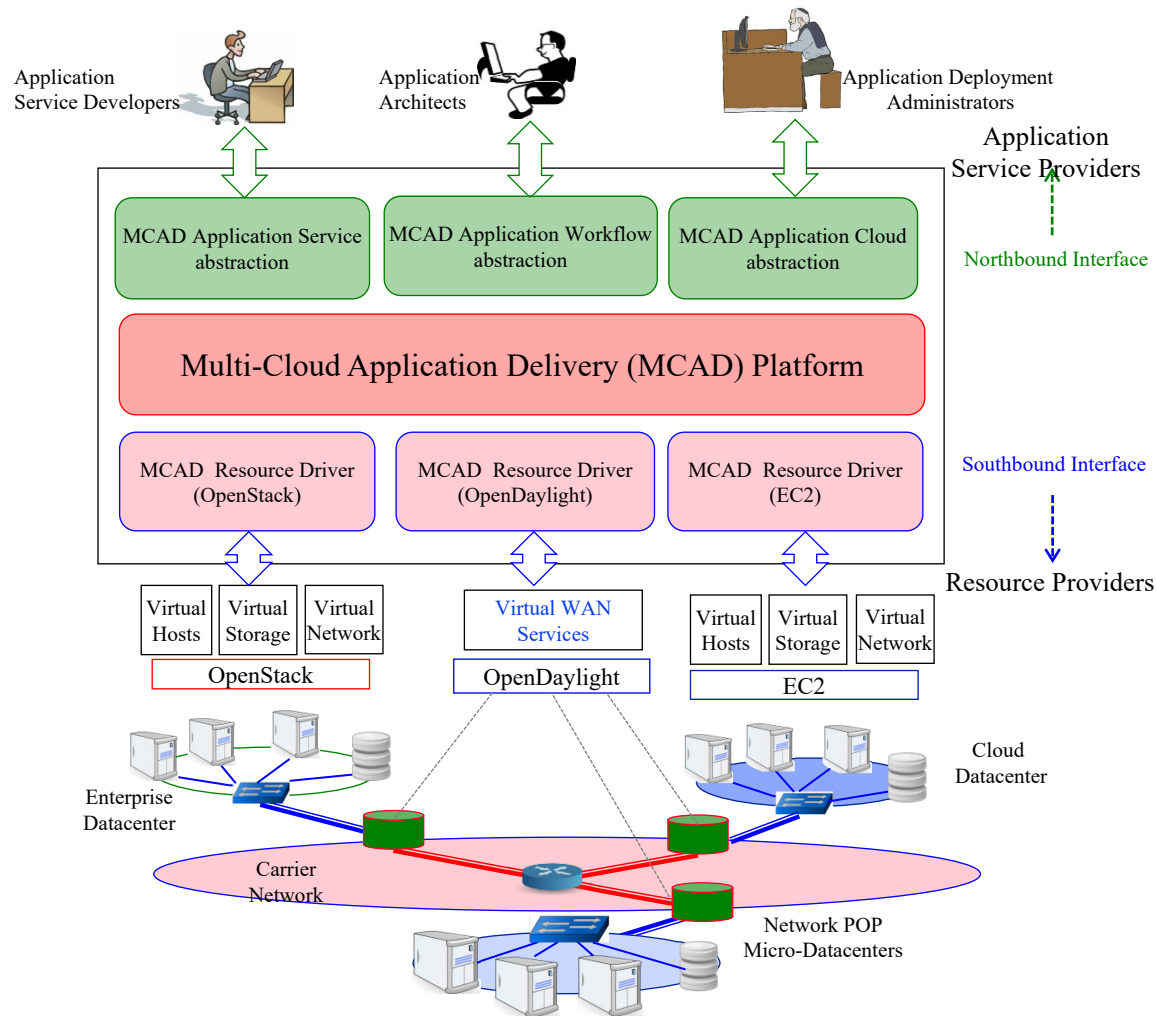 Application
Service Developers
Application
Architects
Application Deployment
Administrators
Application
Service Providers
MCAD Application Service
abstraction
MCAD Application Workflow
abstraction
MCAD Application Cloud
abstraction
Northbound Interface
Multi-Cloud Application Delivery (MCAD) Platform
MCAD Resource Driver
(OpenStack)
MCAD Resource Driver
(OpenDaylight)
MCAD Resource Driver
(EC2)
Southbound Interface
Resource Providers
Virtual
Hosts
Virtual
Storage
Virtual
Network
OpenStack
Virtual WAN
Services
OpenDaylight
Virtual
Hosts
Virtual
Storage
Virtual
Network
EC2
Enterprise
Datacenter
Cloud
Datacenter
Carrier
Network
Network POP
Micro-Datacenters